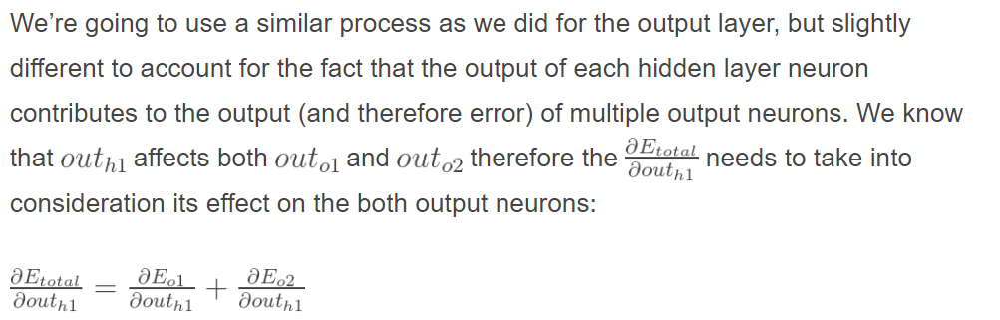 We’re going to use a similar process as we did for the output layer, but slightly
different to account for the fact that the output of each hidden layer neuron
contributes to the output (and therefore error) of multiple output neurons. We know
that $out_{h1}$ affects both $out_{o1}$ and $out_{o2}$ therefore the $\frac{\partial E_{total}}{\partial out_{h1}}$ needs to take into
consideration its effect on the both output neurons:
$\frac{\partial E_{total}}{\partial out_{h1}} = \frac{\partial E_{o1}}{\partial out_{h1}} + \frac{\partial E_{o2}}{\partial out_{h1}}$